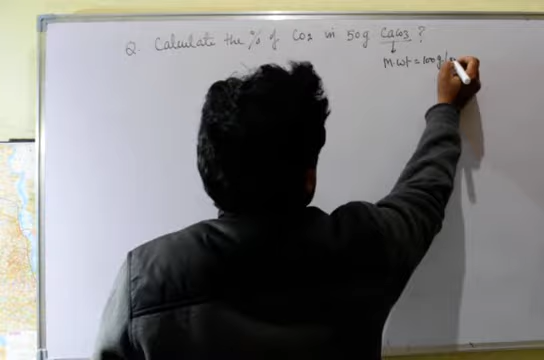 Q. Calculate the % of CO2 in 50g CaCO3 ?
M.wt = 100g/